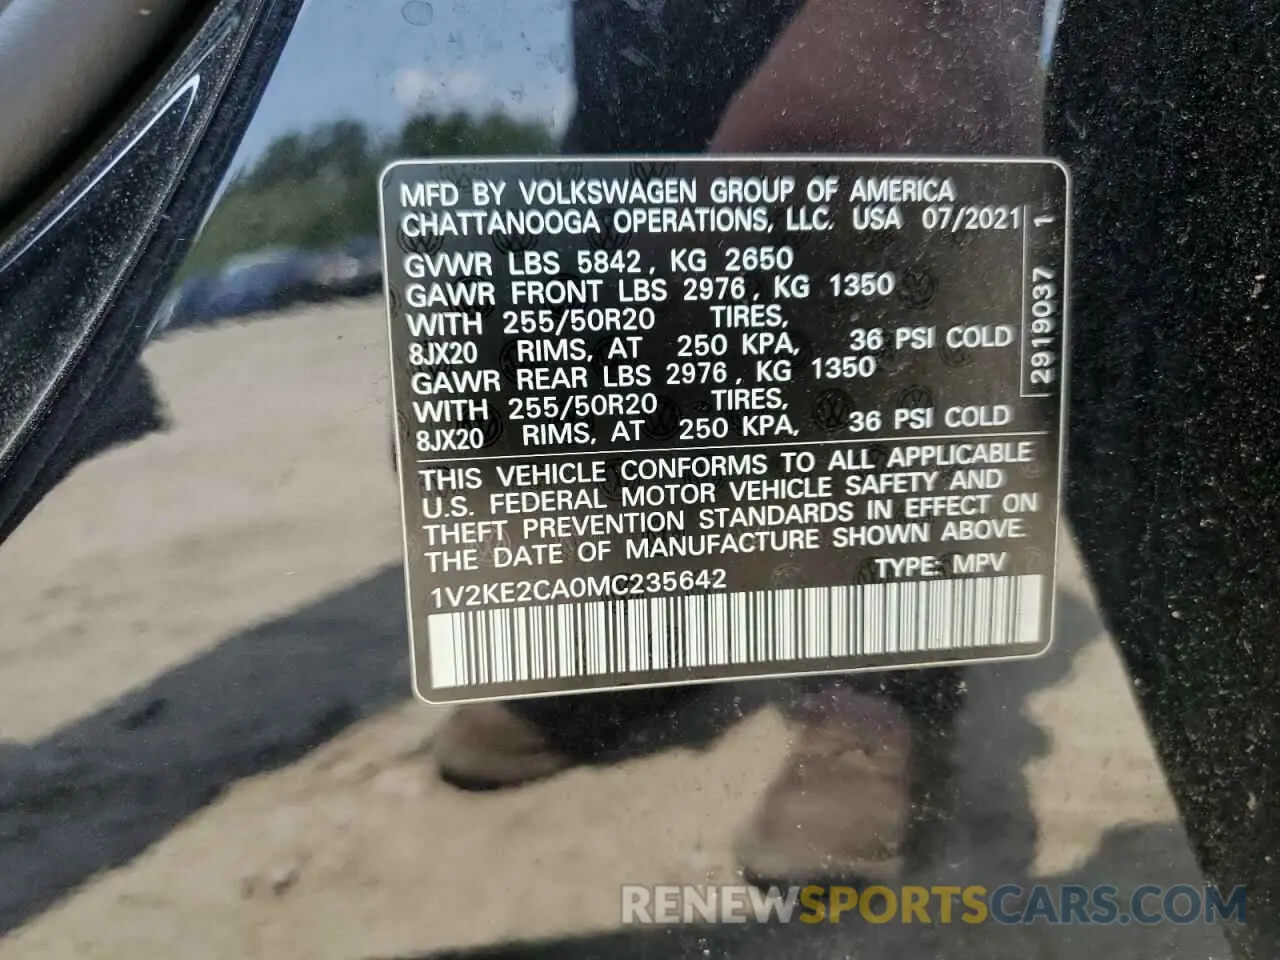 MFD BY VOLKSWAGEN GROUP OF AMERICA
CHATTANOOGA OPERATIONS, LLC. USA 07/2021
GVWR LBS 5842, KG 2650
GAWR FRONT LBS 2976, KG 1350
WITH 255/50R20 TIRES,
8JX20 RIMS, AT 250 KPA, 36 PSI COLD
GAWR REAR LBS 2976, KG 1350
WITH 255/50R20 TIRES,
8JX20 RIMS, AT 250 KPA, 36 PSI COLD
2919037 1
THIS VEHICLE CONFORMS TO ALL APPLICABLE
U.S. FEDERAL MOTOR VEHICLE SAFETY AND
THEFT PREVENTION STANDARDS IN EFFECT ON
THE DATE OF MANUFACTURE SHOWN ABOVE.
1V2KE2CA0MC235642 TYPE: MPV
RENEWSPORTSCARS.COM